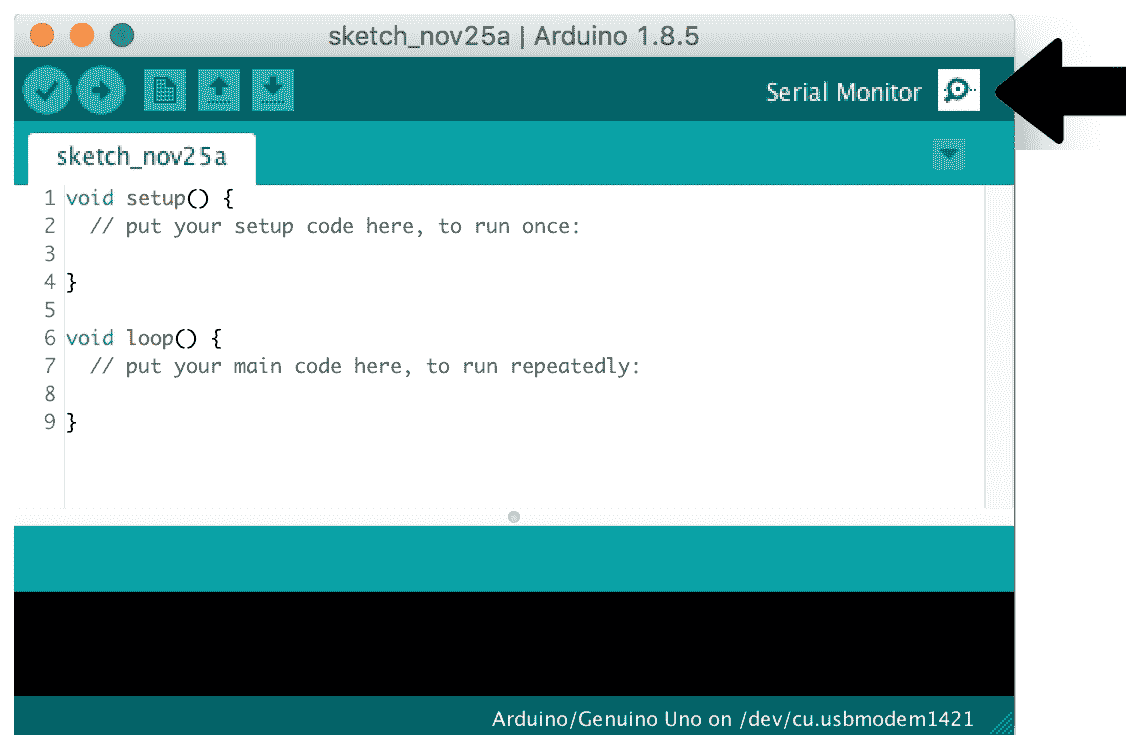 sketch_nov25a | Arduino 1.8.5
Serial Monitor
sketch_nov25a
1 void setup() {
2   // put your setup code here, to run once:
3
4 }
5
6 void loop() {
7   // put your main code here, to run repeatedly:
8
9 }
Arduino/Genuino Uno on /dev/cu.usbmodem1421